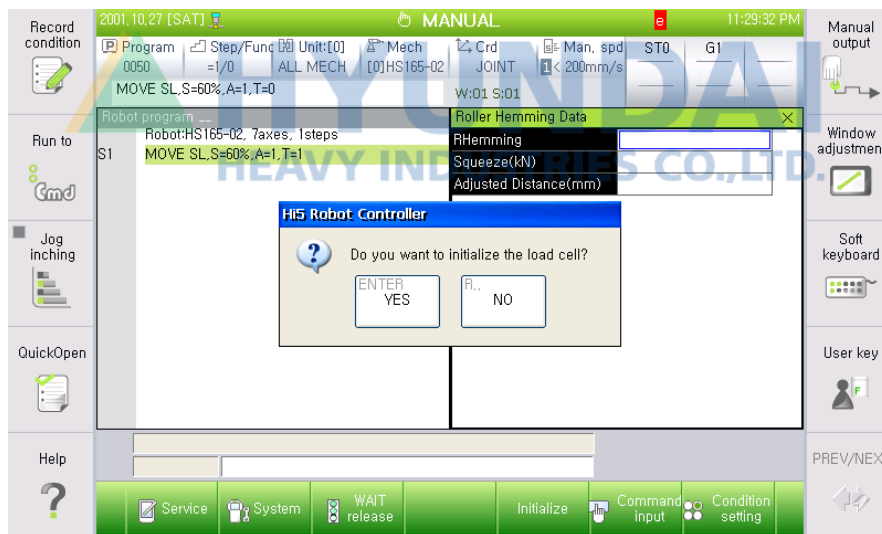 2001,10,27 [SAT] MANUAL e 11:29:32 PM
Record condition
P Program Step/Func Unit:[0] Mech Crd Man, spd ST0 G1
0050 =1/0 ALL MECH [0]HS165-02 JOINT 1 < 200mm/s
MOVE SL,S=60%,A=1,T=0
W:01 S:01
Manual output
HYUNDAI
HEAVY INDUSTRIES CO.,LTD.
Robot program __
Robot:HS165-02, 7axes, 1steps
S1 MOVE SL,S=60%,A=1,T=1
Roller Hemming Data
RHemming
Squeeze(kN)
Adjusted Distance(mm)
Run to
Cmd
Window adjustmen
Hi5 Robot Controller
Do you want to initialize the load cell?
ENTER
YES
R..
NO
Jog inching
Soft keyboard
QuickOpen
User key
F
Help
PREV/NEX
Service
System
WAIT release
Initialize
Command input
Condition setting